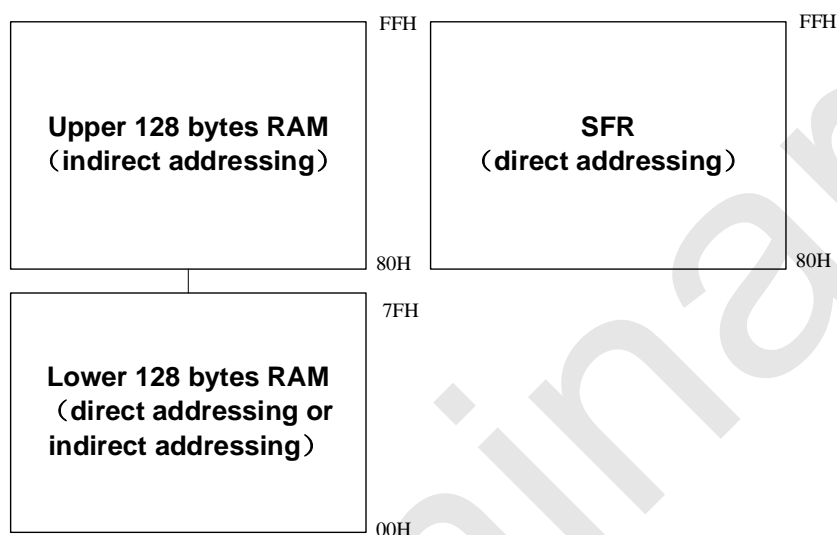 FFH
FFH
Upper 128 bytes RAM
（indirect addressing）
SFR
（direct addressing）
80H
80H
7FH
Lower 128 bytes RAM
（direct addressing or
indirect addressing）
00H